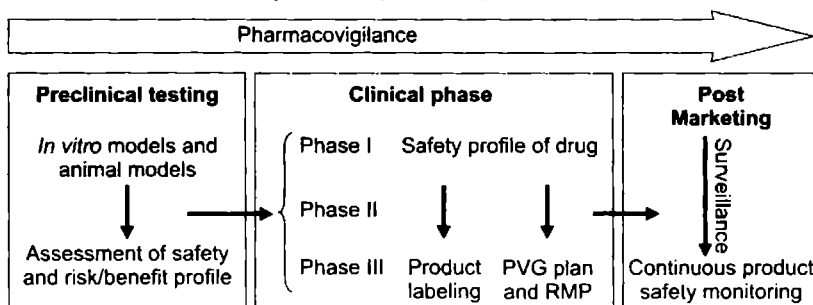 Pharmacovigilance
Preclinical testing
In vitro models and
animal models
Assessment of safety
and risk/benefit profile
Clinical phase
Phase I
Phase II
Phase III
Safety profile of drug
Product
labeling
PVG plan
and RMP
Post
Marketing
Surveillance
Continuous product
safely monitoring